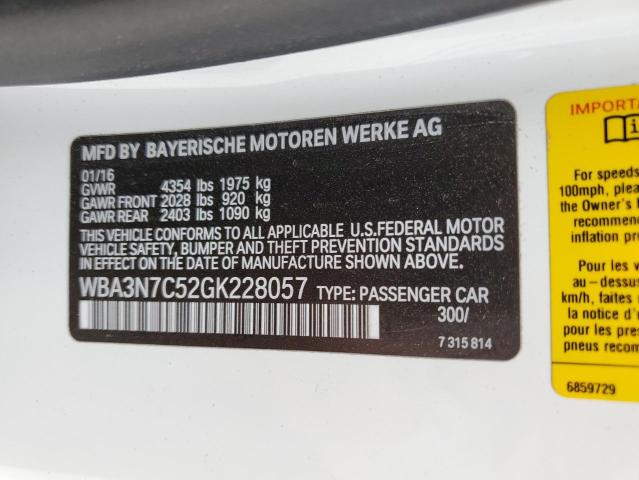 MFD BY BAYERISCHE MOTOREN WERKE AG
01/16
GVWR 4354 lbs 1975 kg
GAWR FRONT 2028 lbs 920 kg
GAWR REAR 2403 lbs 1090 kg
THIS VEHICLE CONFORMS TO ALL APPLICABLE U.S.FEDERAL MOTOR
VEHICLE SAFETY, BUMPER AND THEFT PREVENTION STANDARDS
IN EFFECT ON THE DATE OF MANUFACTURE SHOWN ABOVE.
WBA3N7C52GK228057 TYPE: PASSENGER CAR
300/
7 315 814
IMPORTA
For speeds
100mph, plea
the Owner's
recommen
inflation pr
Pour les v
au-dessus
km/h, faites
la notice d'
pour les pre
pneus recom
6859729